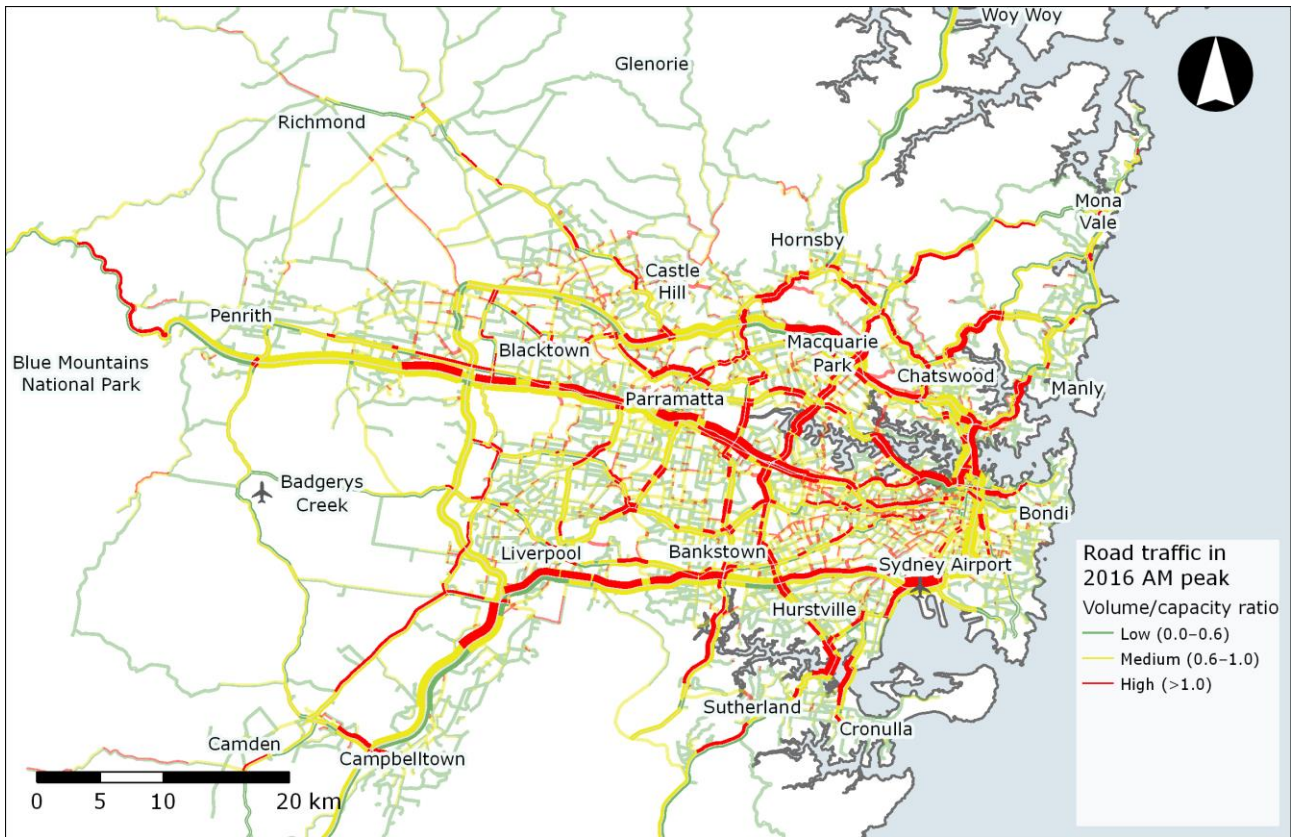 Woy Woy
Glenorie
Richmond
Mona
Vale
Hornsby
Castle
Hill
Penrith
Blacktown
Macquarie
Park
Blue Mountains
National Park
Chatswood
Manly
Parramatta
Badgerys
Creek
Bondi
Liverpool
Bankstown
Sydney Airport
Hurstville
Sutherland
Cronulla
Camden
Campbelltown
0 5 10 20 km
Road traffic in
2016 AM peak
Volume/capacity ratio
Low (0.0–0.6)
Medium (0.6–1.0)
High (>1.0)